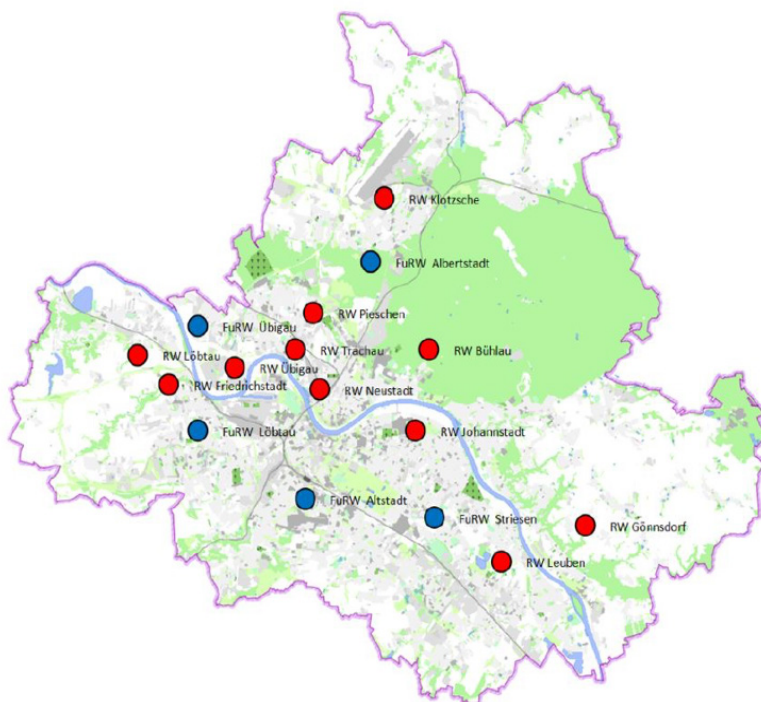 RW Klotzsche
FuRW Albertstadt
RW Pieschen
FuRW Übigau
RW Trachau
RW Bühlau
RW Löbtau
RW Übigau
RW Friedrichstadt
RW Neustadt
FuRW Löbtau
RW Johannstadt
FuRW Altstadt
FuRW Striesen
RW Gönnsdorf
RW Leuben